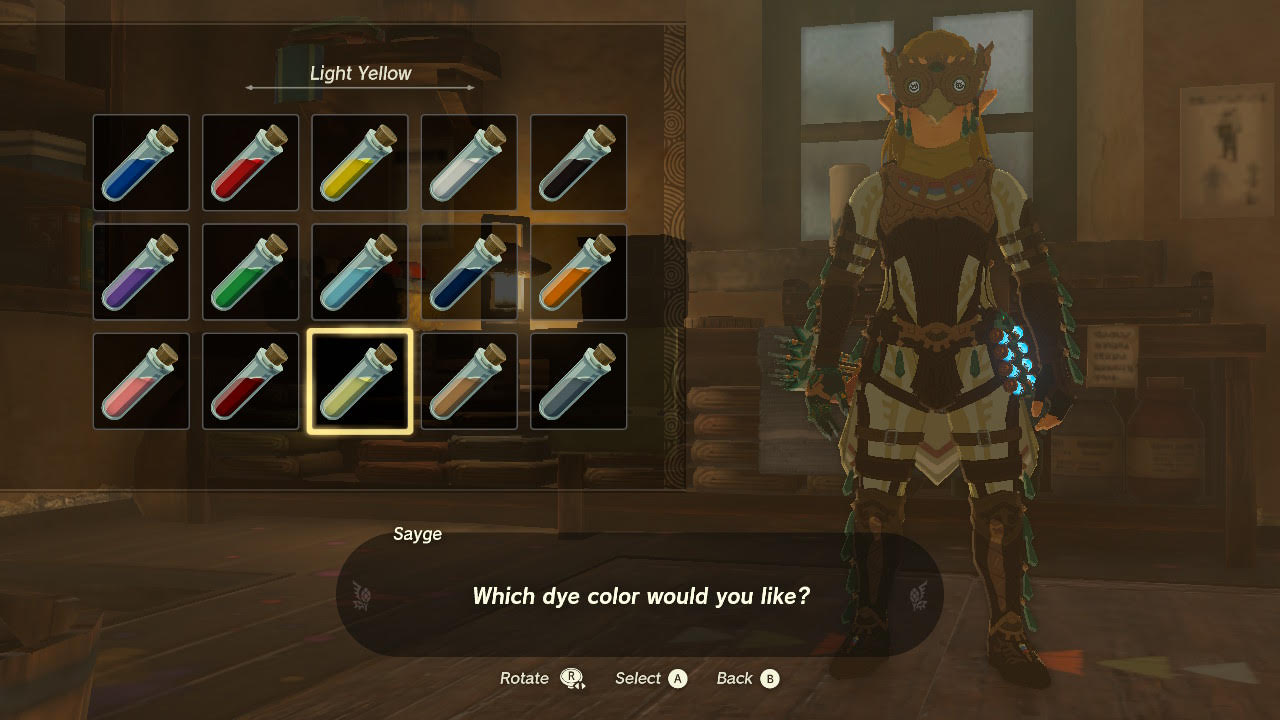 Light Yellow
Sayge
Which dye color would you like?
Rotate R
Select A
Back B